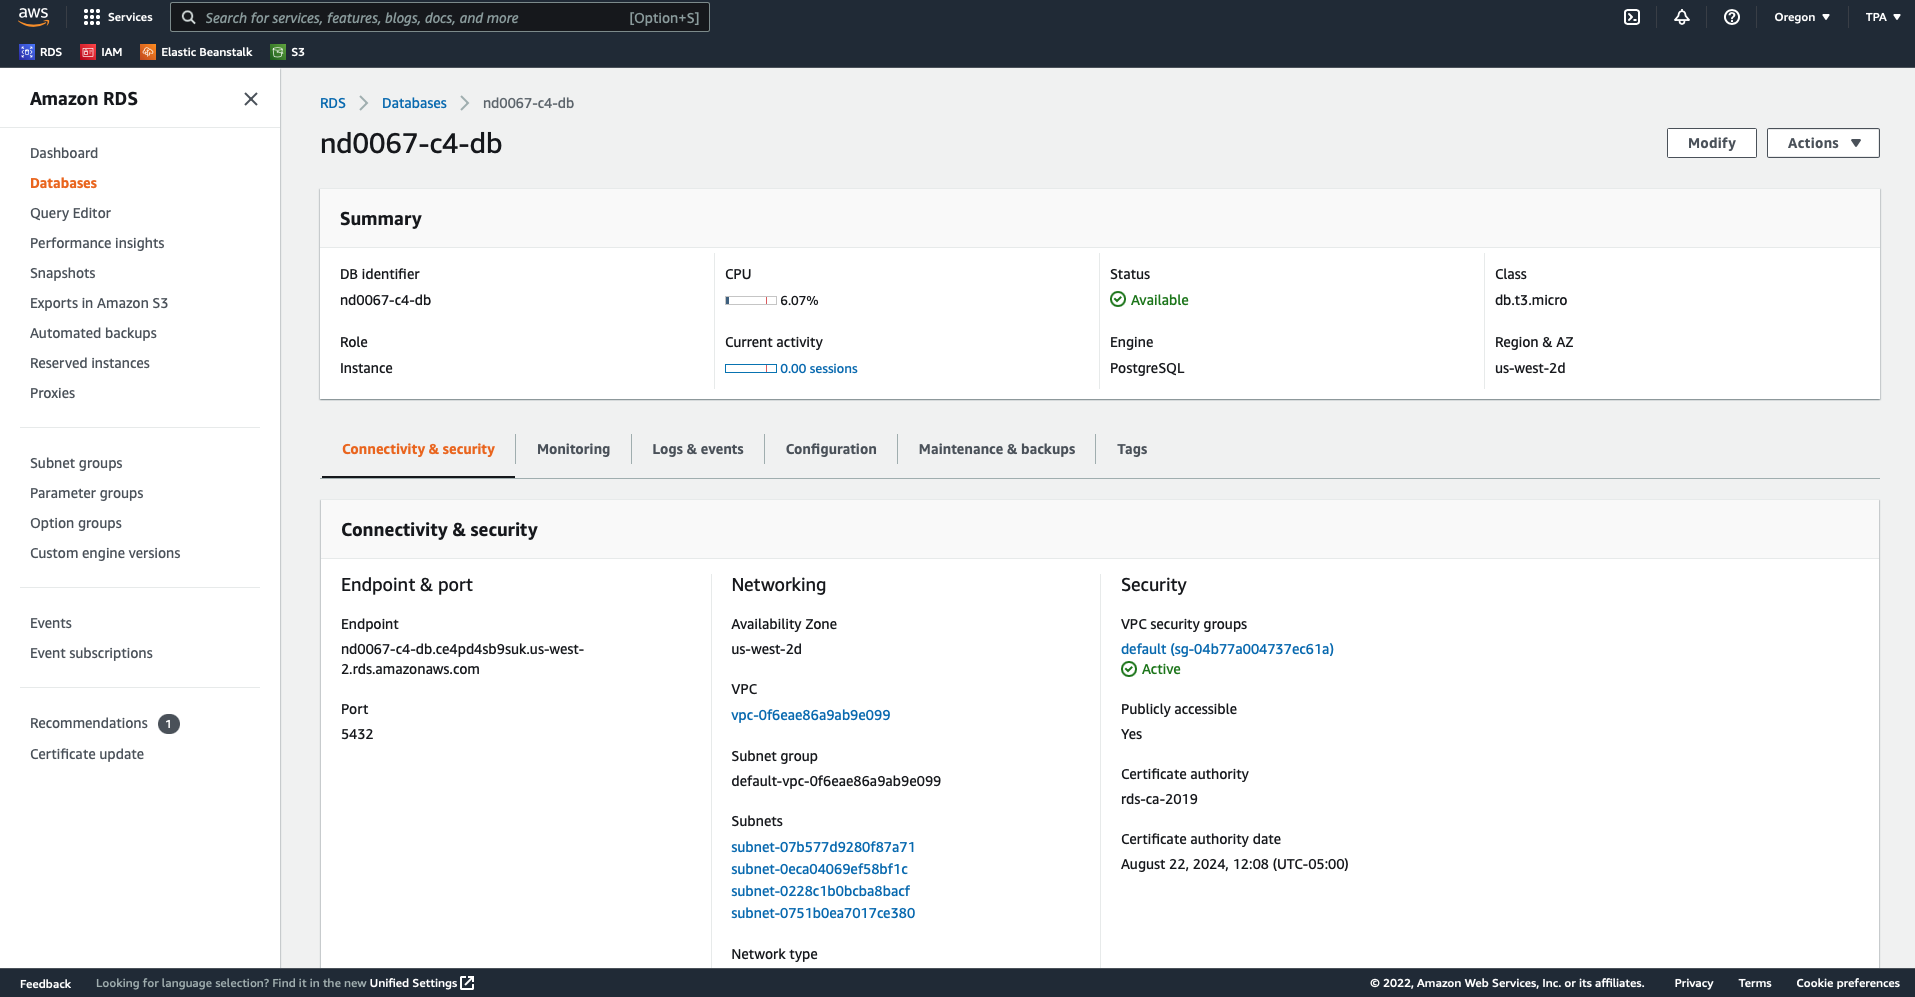 aws
Services
Search for services, features, blogs, docs, and more
[Option+S]
Oregon ▼
TPA ▼
RDS
IAM
Elastic Beanstalk
S3
Amazon RDS
Dashboard
Databases
Query Editor
Performance insights
Snapshots
Exports in Amazon S3
Automated backups
Reserved instances
Proxies
Subnet groups
Parameter groups
Option groups
Custom engine versions
Events
Event subscriptions
Recommendations 1
Certificate update
RDS > Databases > nd0067-c4-db
nd0067-c4-db
Modify
Actions ▼
Summary
DB identifier
nd0067-c4-db
CPU
6.07%
Status
Available
Class
db.t3.micro
Role
Instance
Current activity
0.00 sessions
Engine
PostgreSQL
Region & AZ
us-west-2d
Connectivity & security
Monitoring
Logs & events
Configuration
Maintenance & backups
Tags
Connectivity & security
Endpoint & port
Endpoint
nd0067-c4-db.ce4pd4sb9suk.us-west-
2.rds.amazonaws.com
Port
5432
Networking
Availability Zone
us-west-2d
VPC
vpc-0f6eae86a9ab9e099
Subnet group
default-vpc-0f6eae86a9ab9e099
Subnets
subnet-07b577d9280f87a71
subnet-0eca04069ef58bf1c
subnet-0228c1b0bcba8bacf
subnet-0751b0ea7017ce380
Network type
Security
VPC security groups
default (sg-04b77a004737ec61a)
Active
Publicly accessible
Yes
Certificate authority
rds-ca-2019
Certificate authority date
August 22, 2024, 12:08 (UTC-05:00)
Feedback
Looking for language selection? Find it in the new Unified Settings
© 2022, Amazon Web Services, Inc. or its affiliates.
Privacy
Terms
Cookie preferences